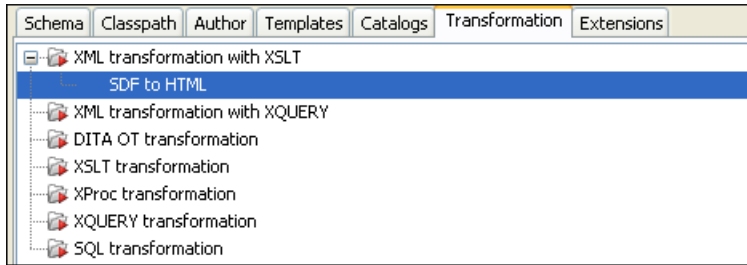 Schema Classpath Author Templates Catalogs Transformation Extensions
XML transformation with XSLT
SDF to HTML
XML transformation with XQUERY
DITA OT transformation
XSLT transformation
XProc transformation
XQUERY transformation
SQL transformation